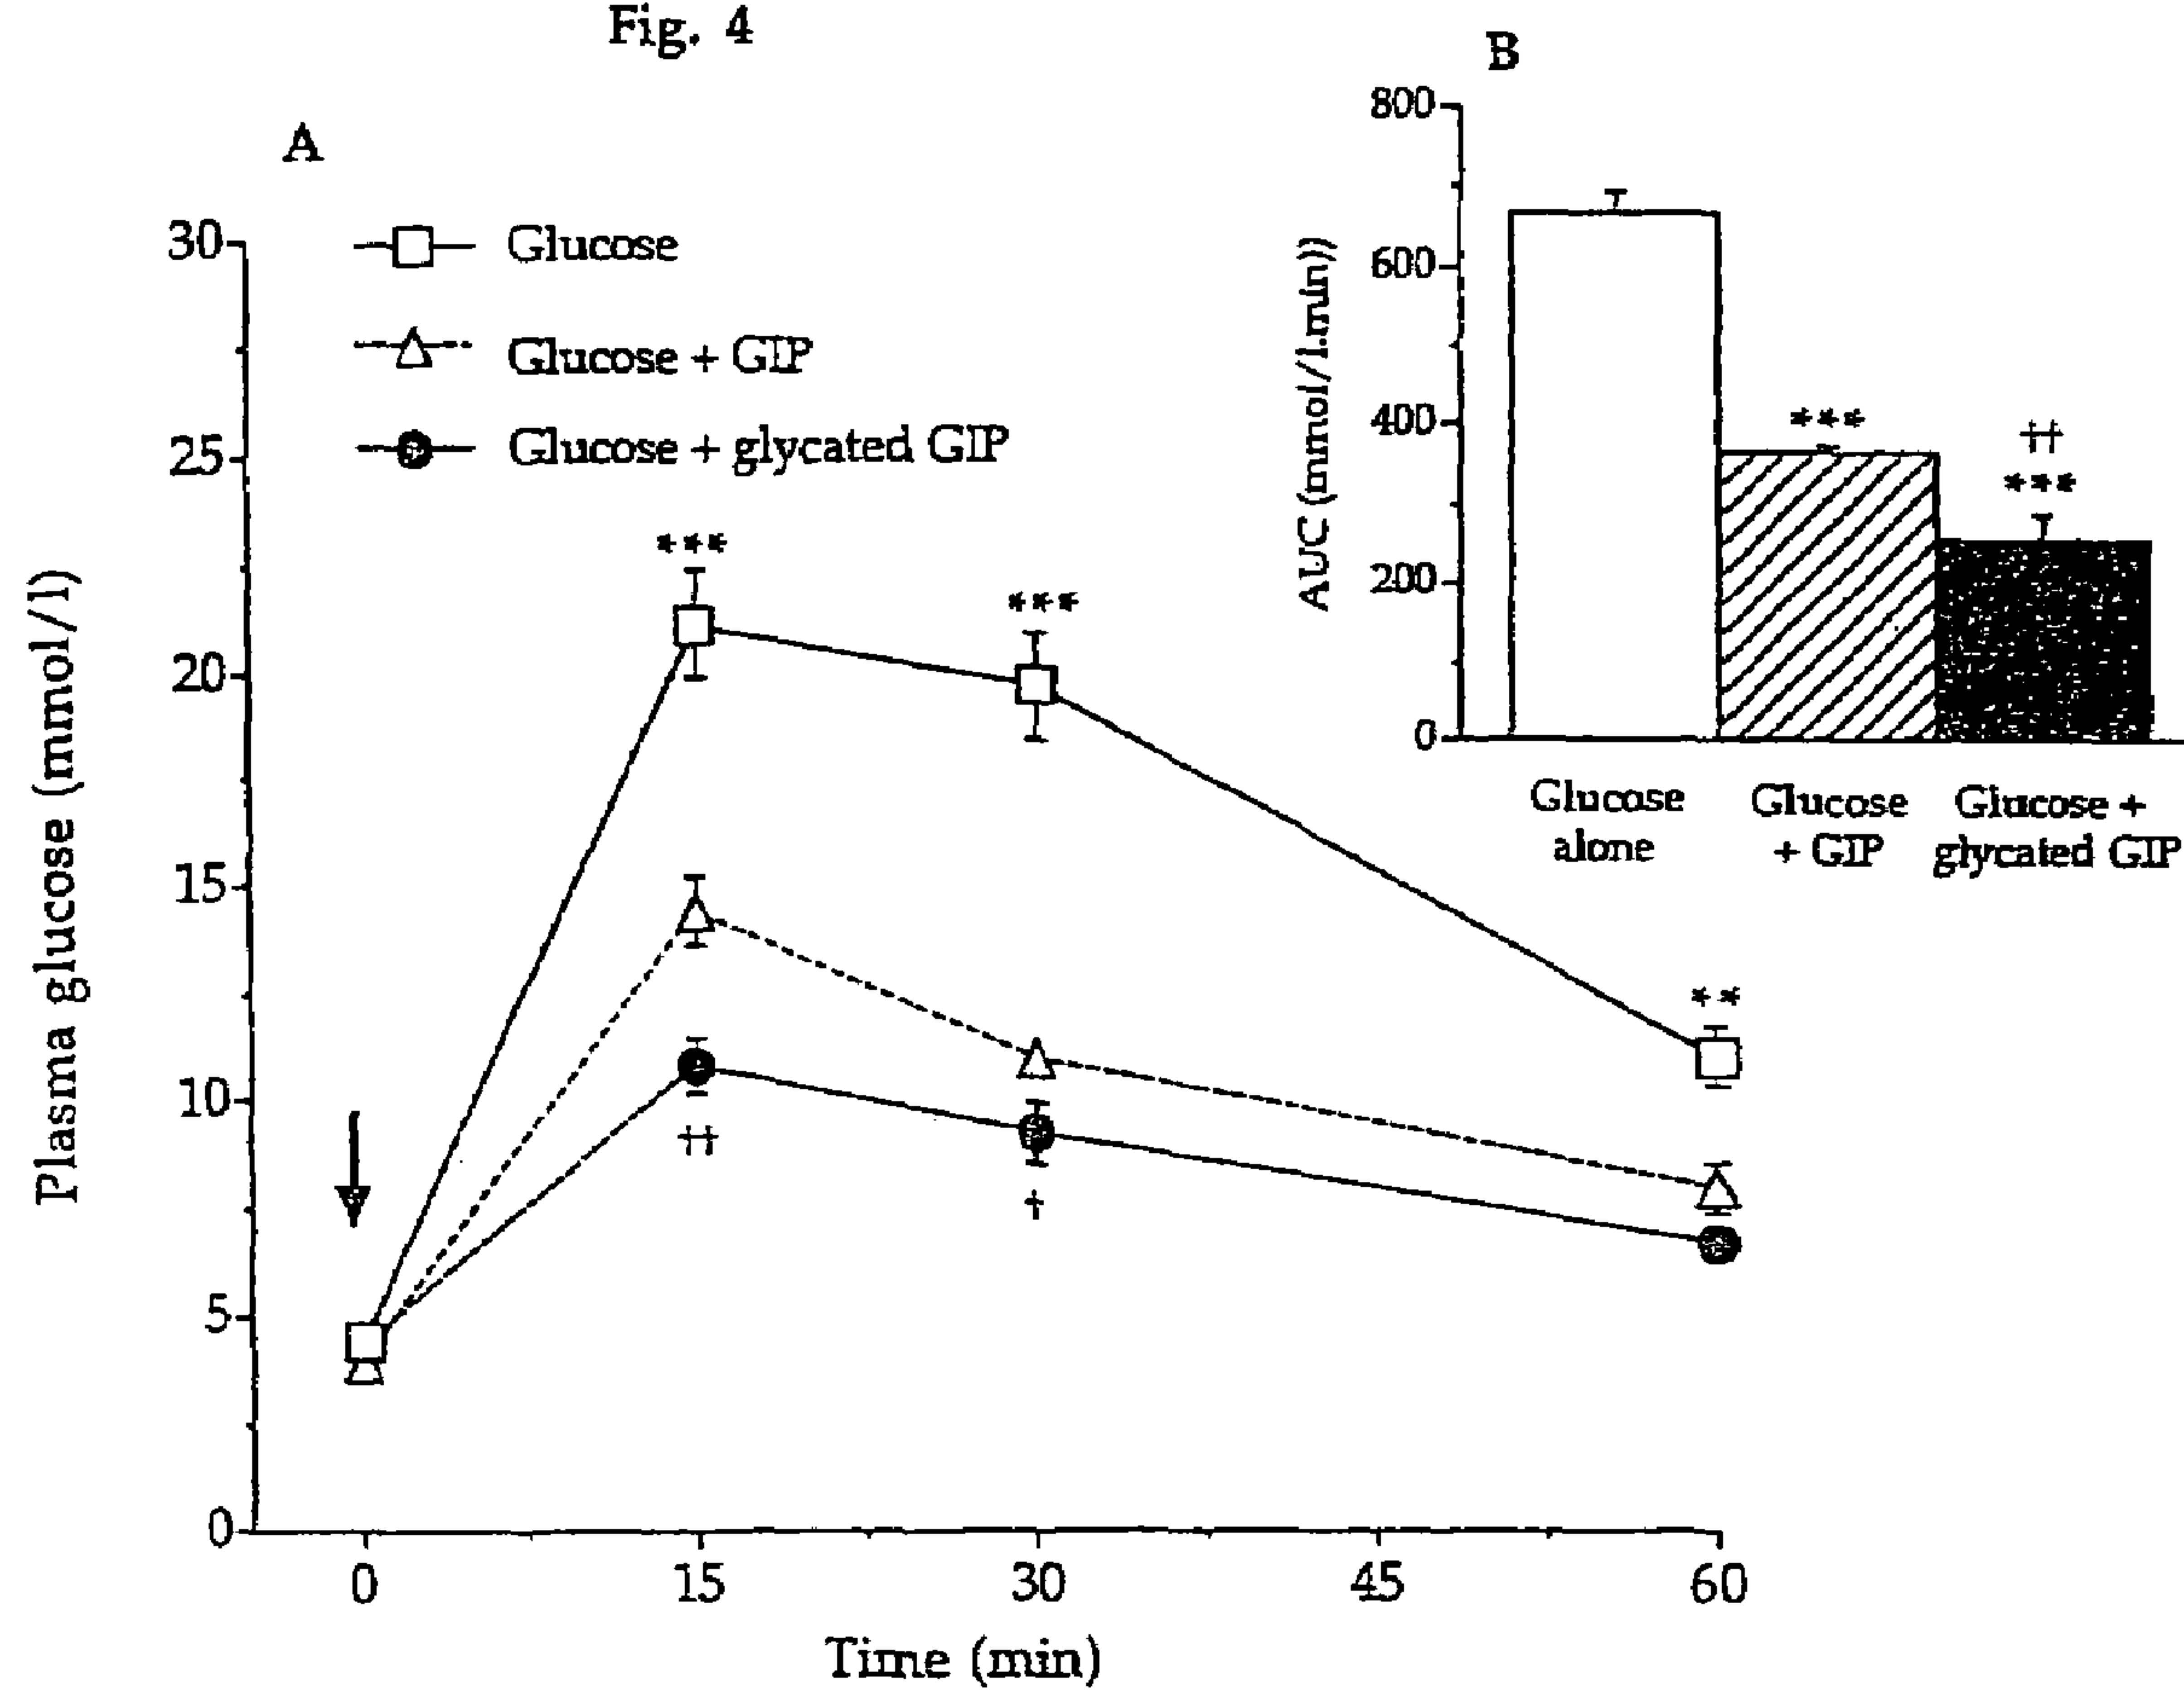 Fig. 4
A
Plasma glucose (mmol/l)
30
25
20
15
10
5
0
Glucose
Glucose + GIP
Glucose + glycated GIP
***
***
**
‡‡
†
0
15
30
45
60
Time (min)
B
AUC (mmol/l.min))
800
600
400
200
0
***
‡‡
***
Glucose
alone
Glucose
+ GIP
Glucose +
glycated GIP